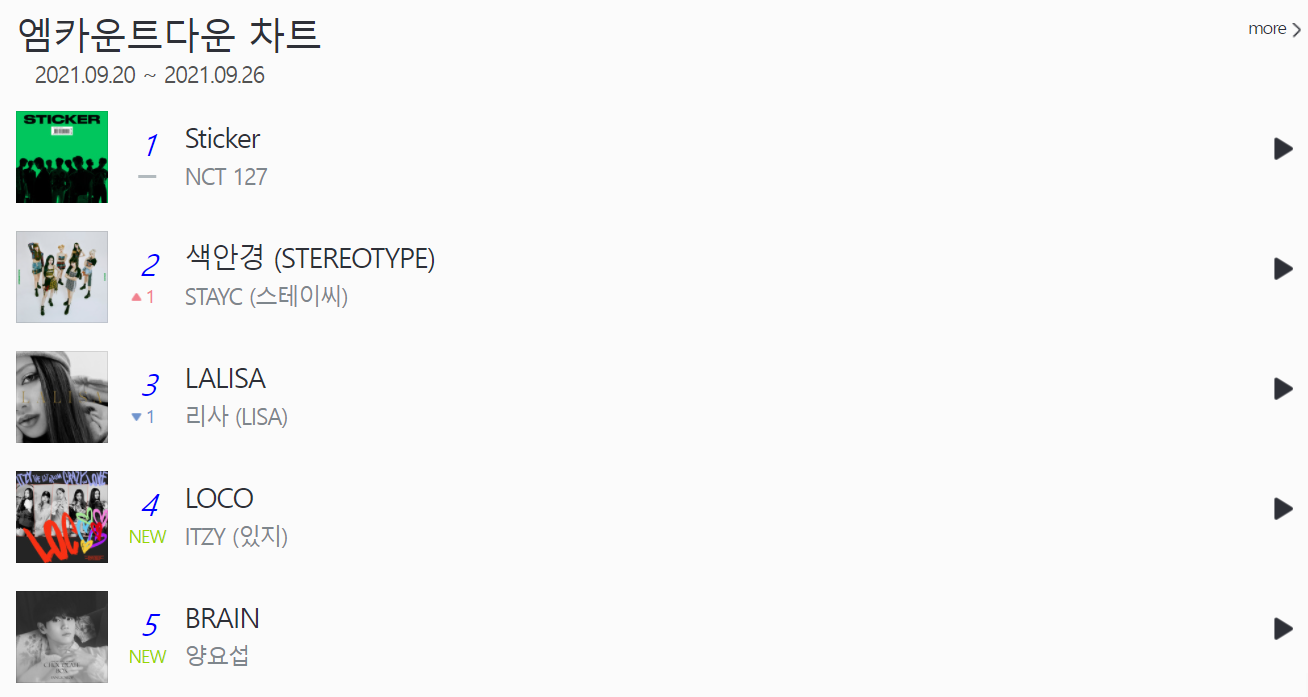 엠카운트다운 차트
more
2021.09.20 ~ 2021.09.26
STICKER
1
Sticker
NCT 127
2
색안경 (STEREOTYPE)
1
STAYC (스테이씨)
LALISA
3
LALISA
1
리사 (LISA)
LOCO
4
LOCO
NEW
ITZY (있지)
5
BRAIN
NEW
양요섭